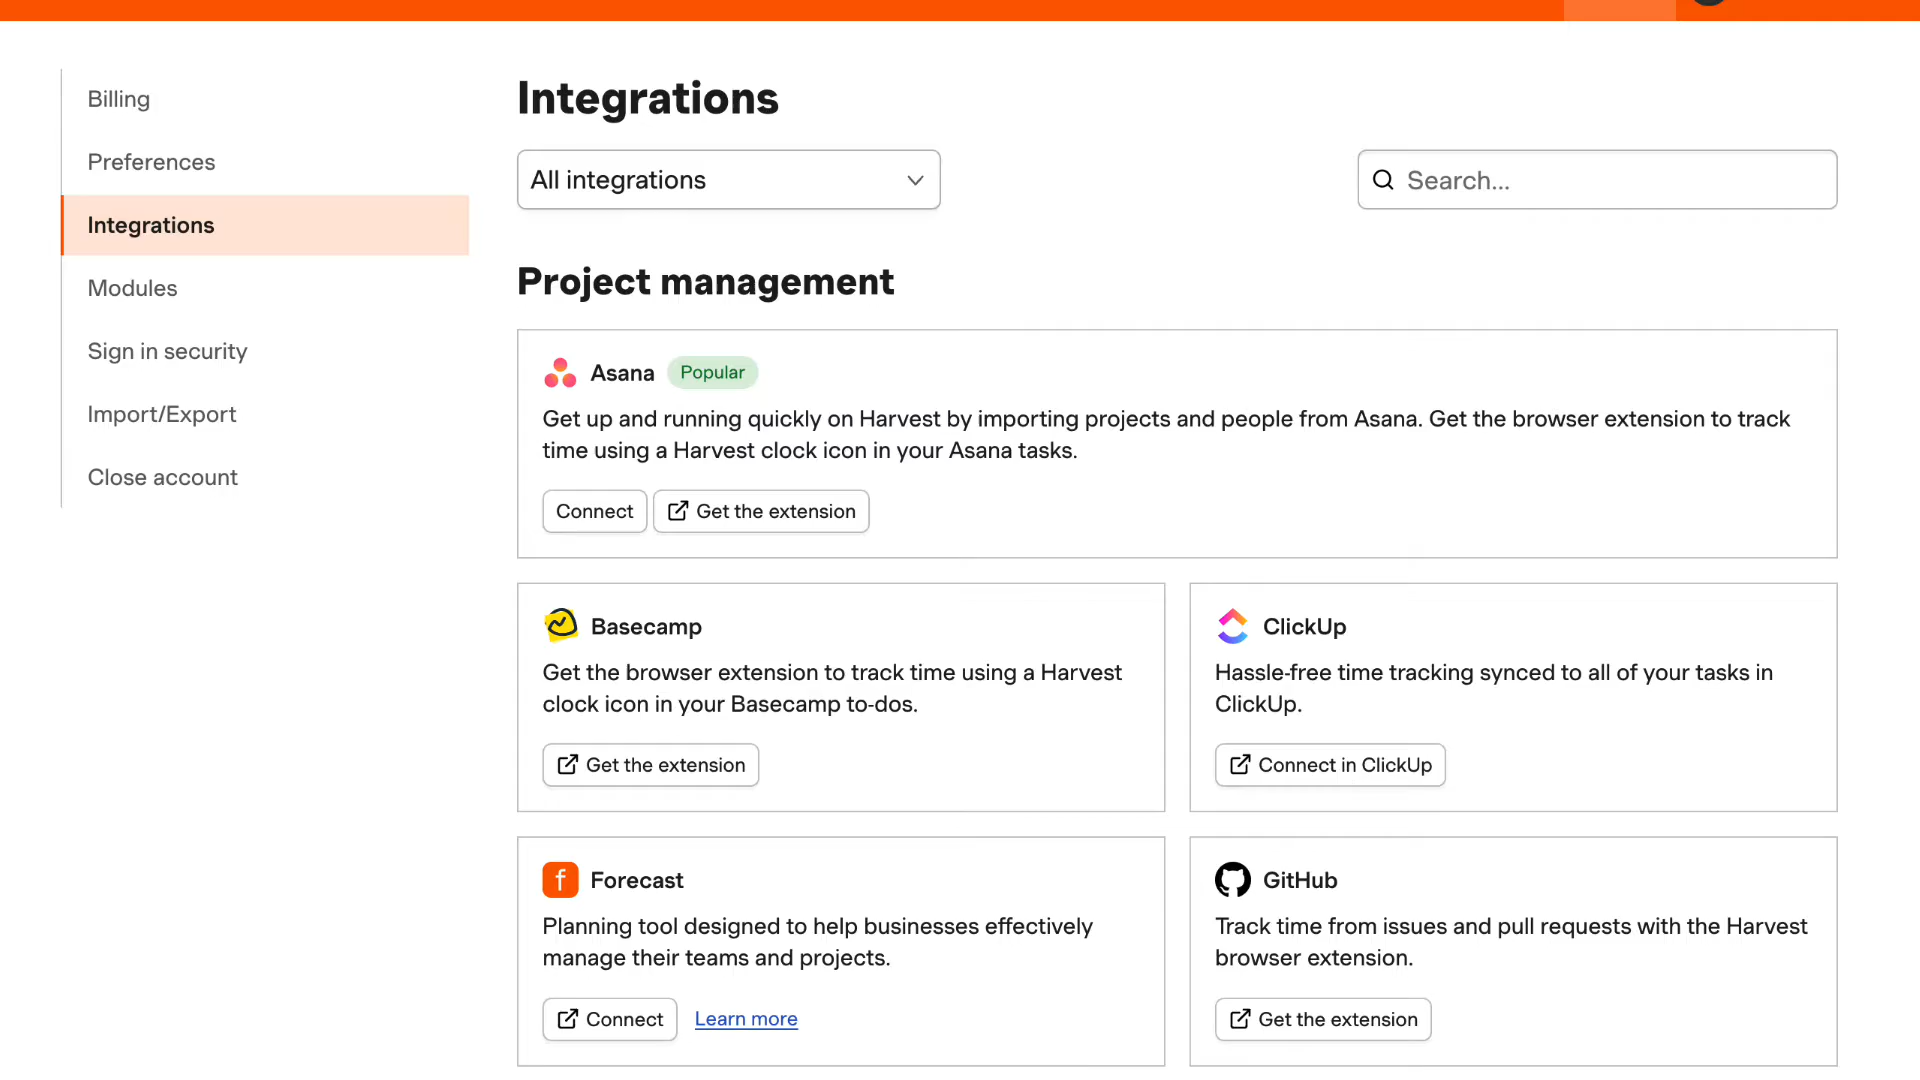 Billing
Preferences
Integrations
Modules
Sign in security
Import/Export
Close account
Integrations
All integrations
Search...
Project management
Asana
Popular
Get up and running quickly on Harvest by importing projects and people from Asana. Get the browser extension to track
time using a Harvest clock icon in your Asana tasks.
Connect
Get the extension
Basecamp
Get the browser extension to track time using a Harvest
clock icon in your Basecamp to-dos.
Get the extension
ClickUp
Hassle-free time tracking synced to all of your tasks in
ClickUp.
Connect in ClickUp
f
Forecast
Planning tool designed to help businesses effectively
manage their teams and projects.
Connect
Learn more
GitHub
Track time from issues and pull requests with the Harvest
browser extension.
Get the extension